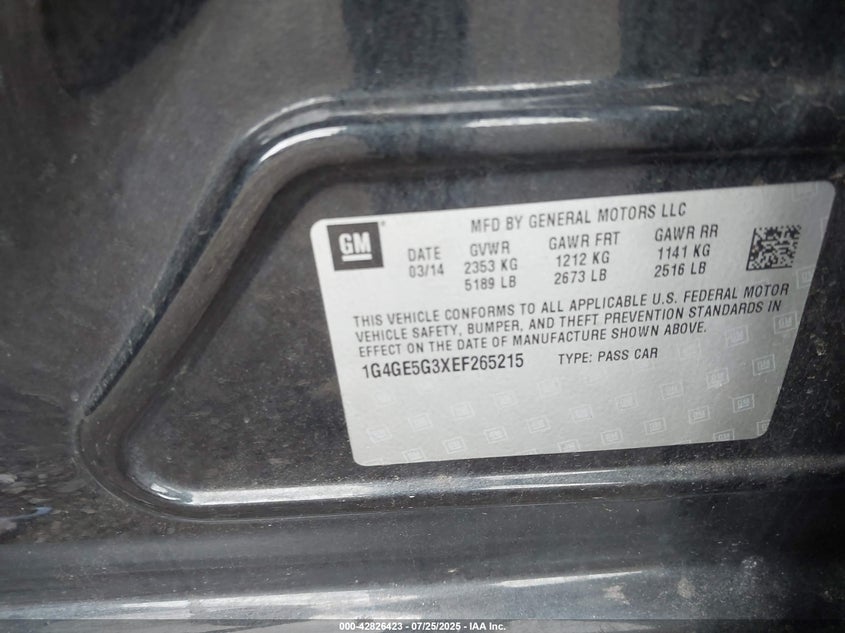 GM
MFD BY GENERAL MOTORS LLC
DATE GVWR GAWR FRT GAWR RR
03/14 2353 KG 1212 KG 1141 KG
5189 LB 2673 LB 2516 LB
THIS VEHICLE CONFORMS TO ALL APPLICABLE U.S. FEDERAL MOTOR
VEHICLE SAFETY, BUMPER, AND THEFT PREVENTION STANDARDS IN
EFFECT ON THE DATE OF MANUFACTURE SHOWN ABOVE.
1G4GE5G3XEF265215 TYPE: PASS CAR
000-42826423 - 07/25/2025 - IAA Inc.